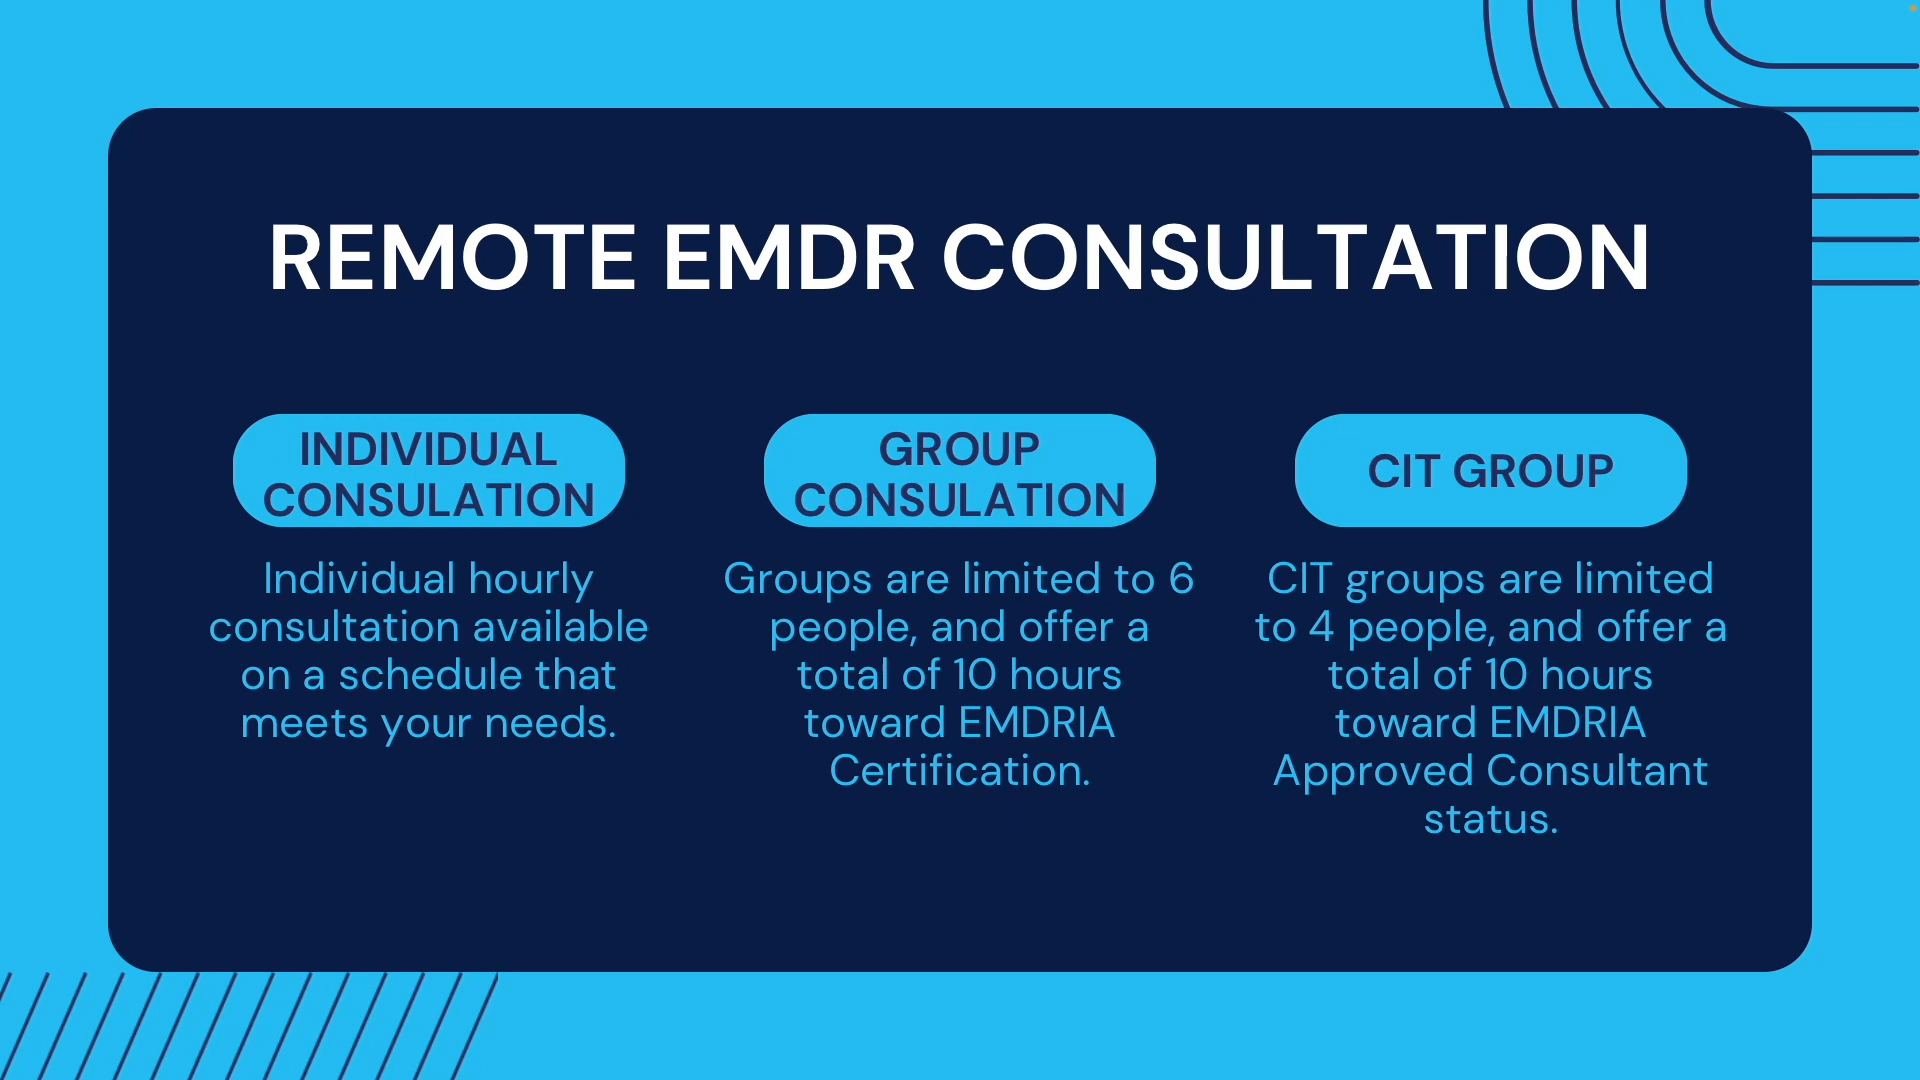 REMOTE EMDR CONSULTATION
INDIVIDUAL
CONSULATION
Individual hourly
consultation available
on a schedule that
meets your needs.
GROUP
CONSULATION
Groups are limited to 6
people, and offer a
total of 10 hours
toward EMDRIA
Certification.
CIT GROUP
CIT groups are limited
to 4 people, and offer a
total of 10 hours
toward EMDRIA
Approved Consultant
status.